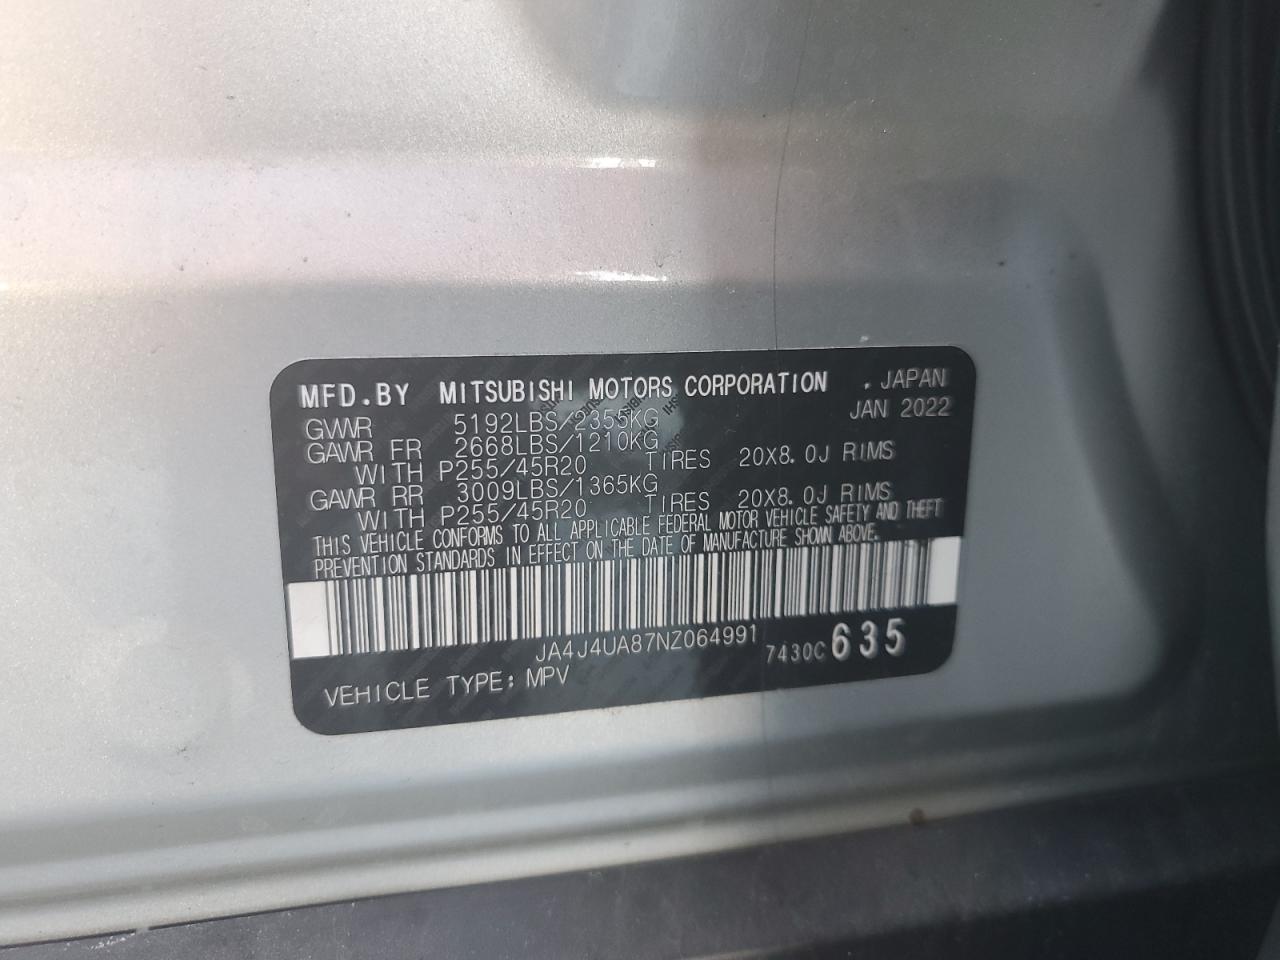 MFD.BY MITSUBISHI MOTORS CORPORATION . JAPAN
JAN 2022
GVWR 5192LBS/2355KG
GAWR FR 2668LBS/1210KG
WITH P255/45R20 TIRES 20X8.0J RIMS
GAWR RR 3009LBS/1365KG
WITH P255/45R20 TIRES 20X8.0J RIMS
THIS VEHICLE CONFORMS TO ALL APPLICABLE FEDERAL MOTOR VEHICLE SAFETY AND THEFT
PREVENTION STANDARDS IN EFFECT ON THE DATE OF MANUFACTURE SHOWN ABOVE.
JA4J4UA87NZ064991 7430C 635
VEHICLE TYPE: MPV